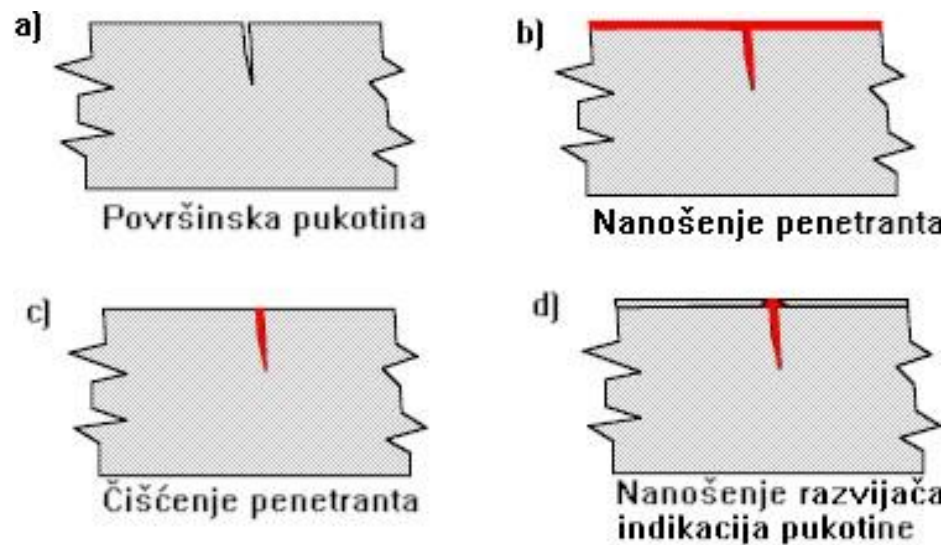 a)
Površinska pukotina
b)
Nanošenje penetranta
c)
Čišćenje penetranta
d)
Nanošenje razvijača
indikacija pukotine